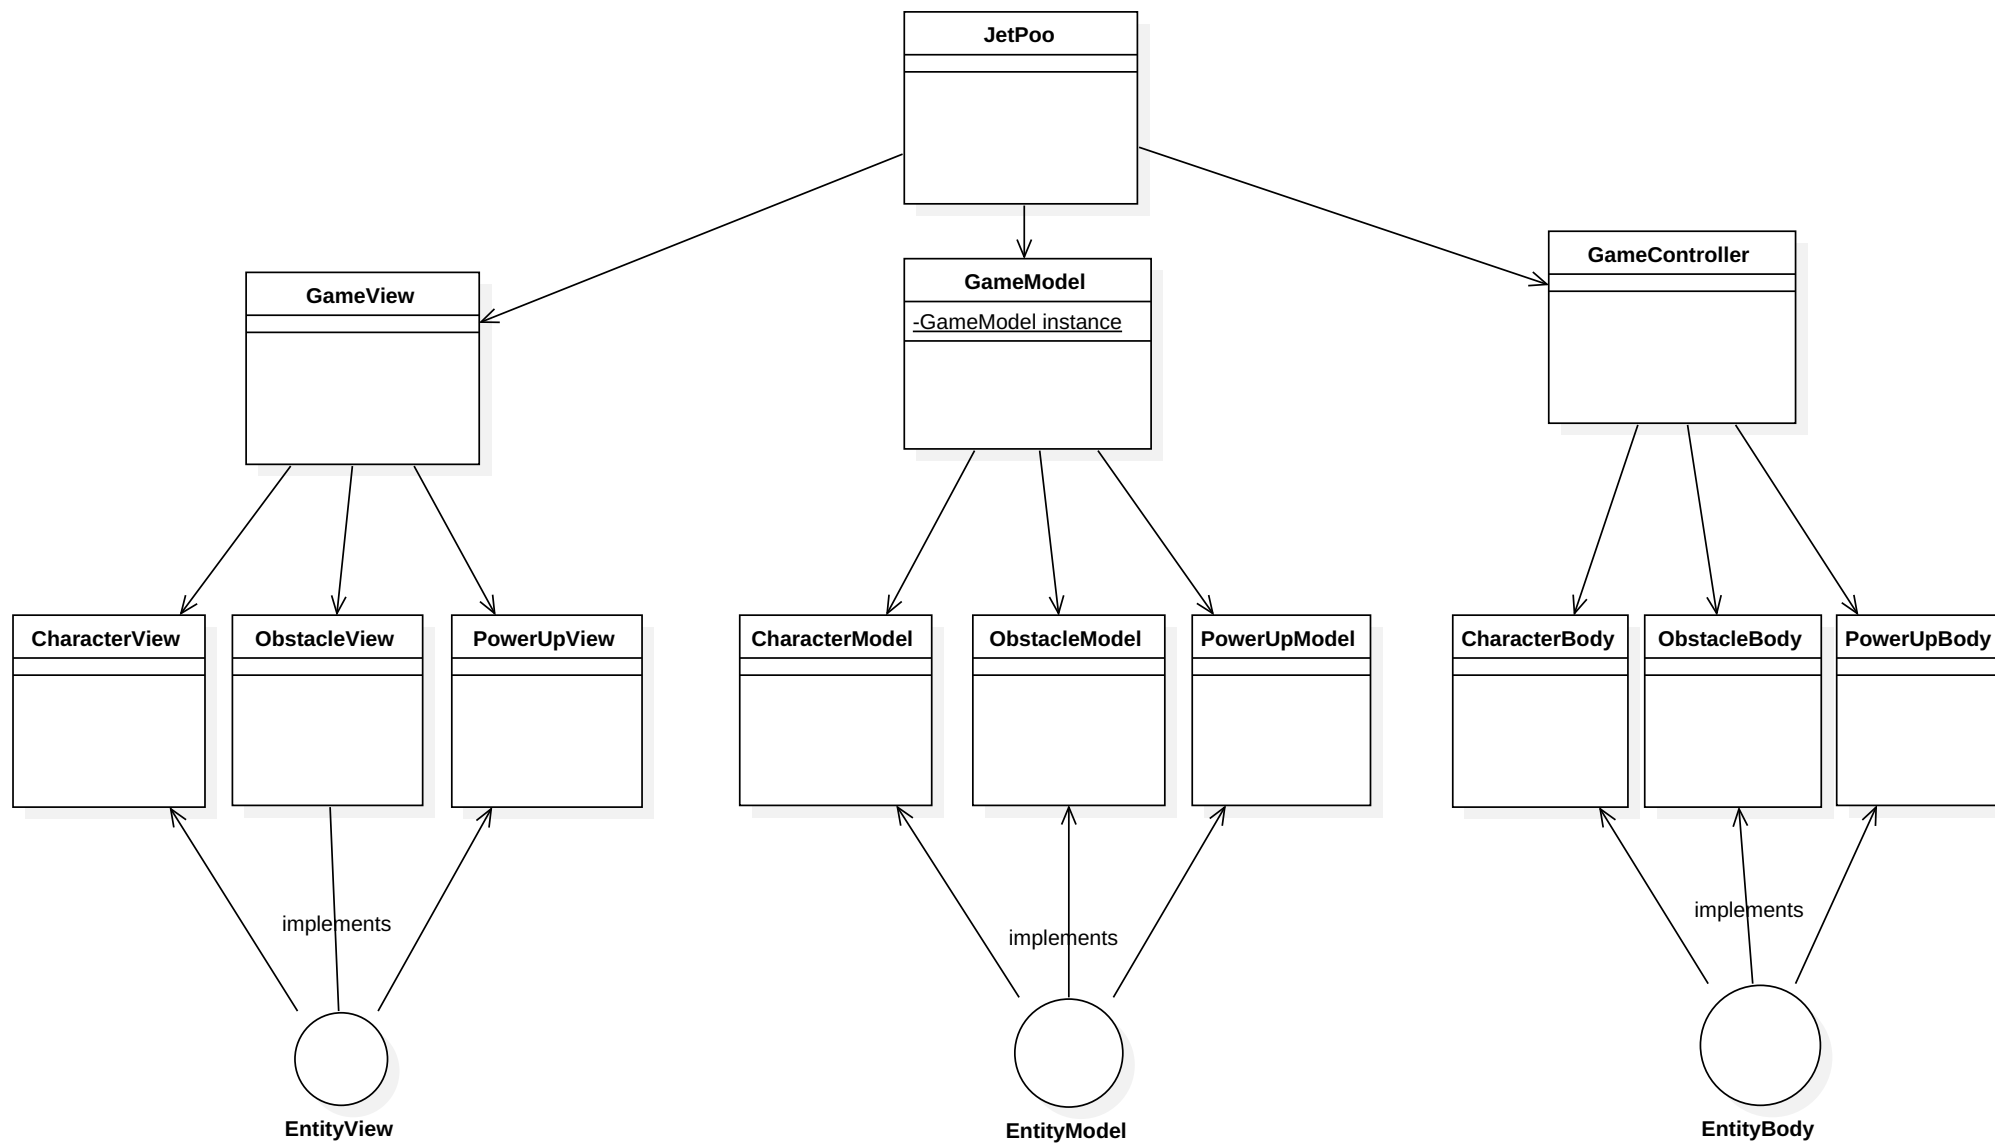 JetPoo
GameView
GameModel
-GameModel instance
GameController
CharacterView
ObstacleView
PowerUpView
CharacterModel
ObstacleModel
PowerUpModel
CharacterBody
ObstacleBody
PowerUpBody
implements
implements
implements
EntityView
EntityModel
EntityBody